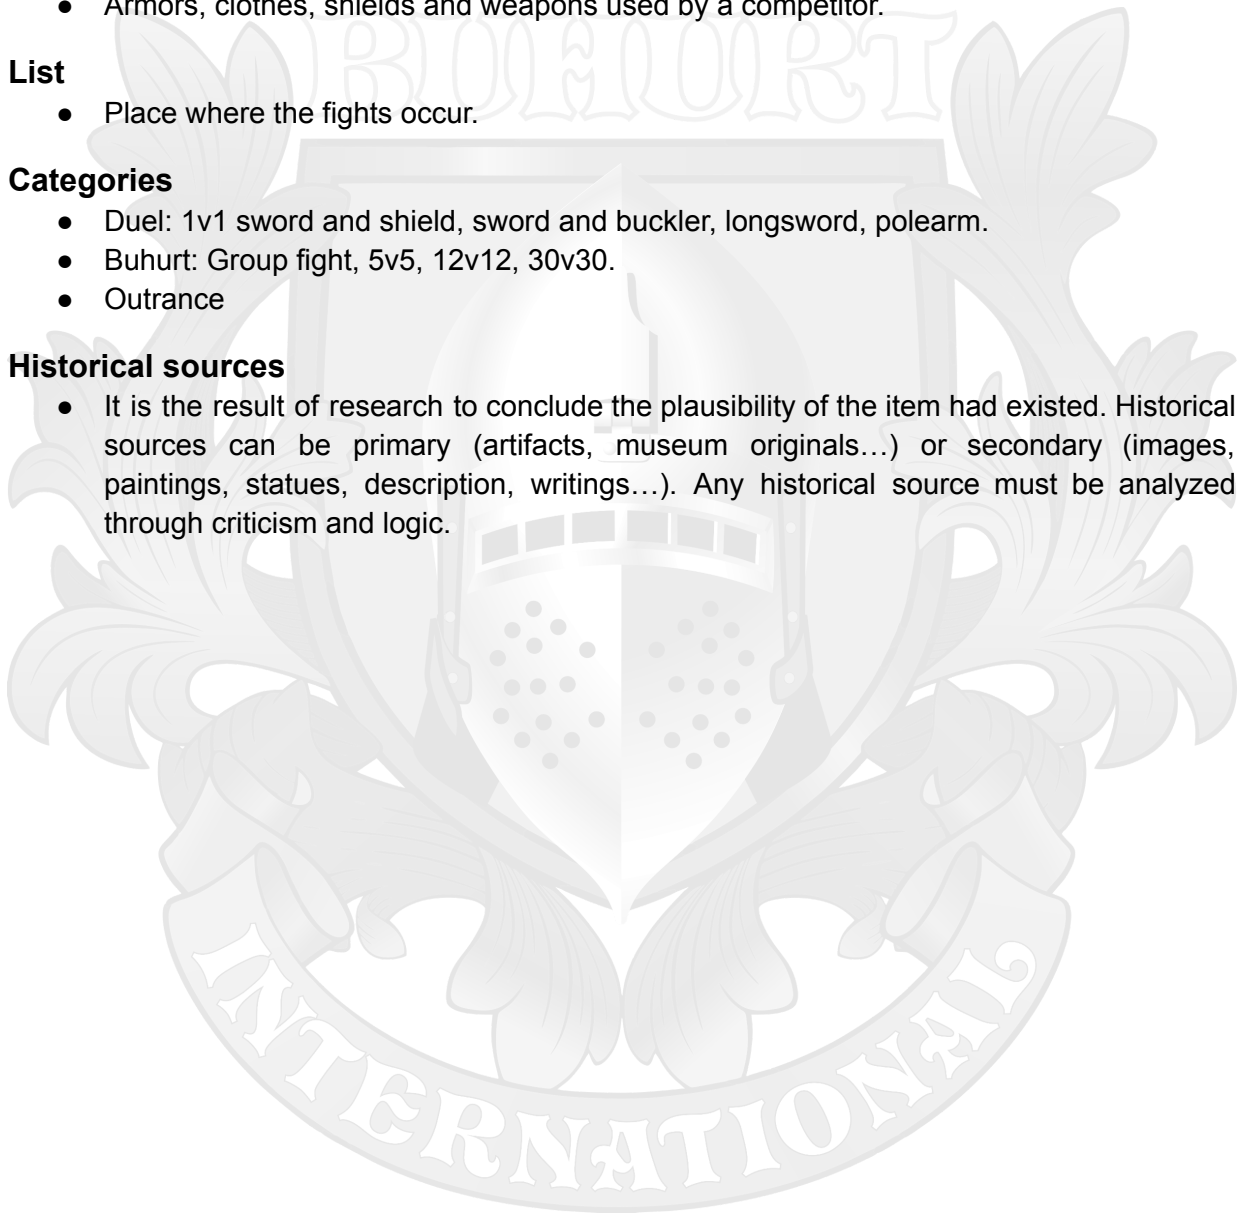 ● Armors, clothes, shields and weapons used by a competitor.
BUHURT
List
● Place where the fights occur.
Categories
● Duel: 1v1 sword and shield, sword and buckler, longsword, polearm.
● Buhurt: Group fight, 5v5, 12v12, 30v30.
● Outrance
Historical sources
● It is the result of research to conclude the plausibility of the item had existed. Historical
sources can be primary (artifacts, museum originals…) or secondary (images,
paintings, statues, description, writings…). Any historical source must be analyzed
through criticism and logic.
INTERNATIONAL